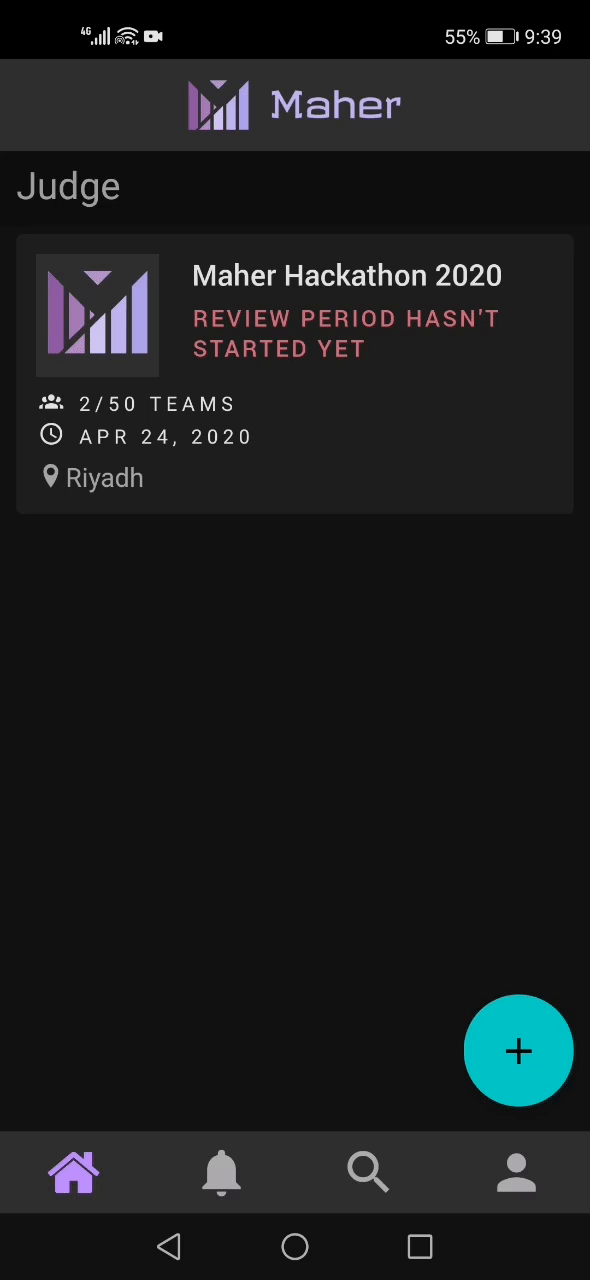 4G 55% 9:39
Maher
Judge
Maher Hackathon 2020
REVIEW PERIOD HASN'T
STARTED YET
2/50 TEAMS
APR 24, 2020
Riyadh
+